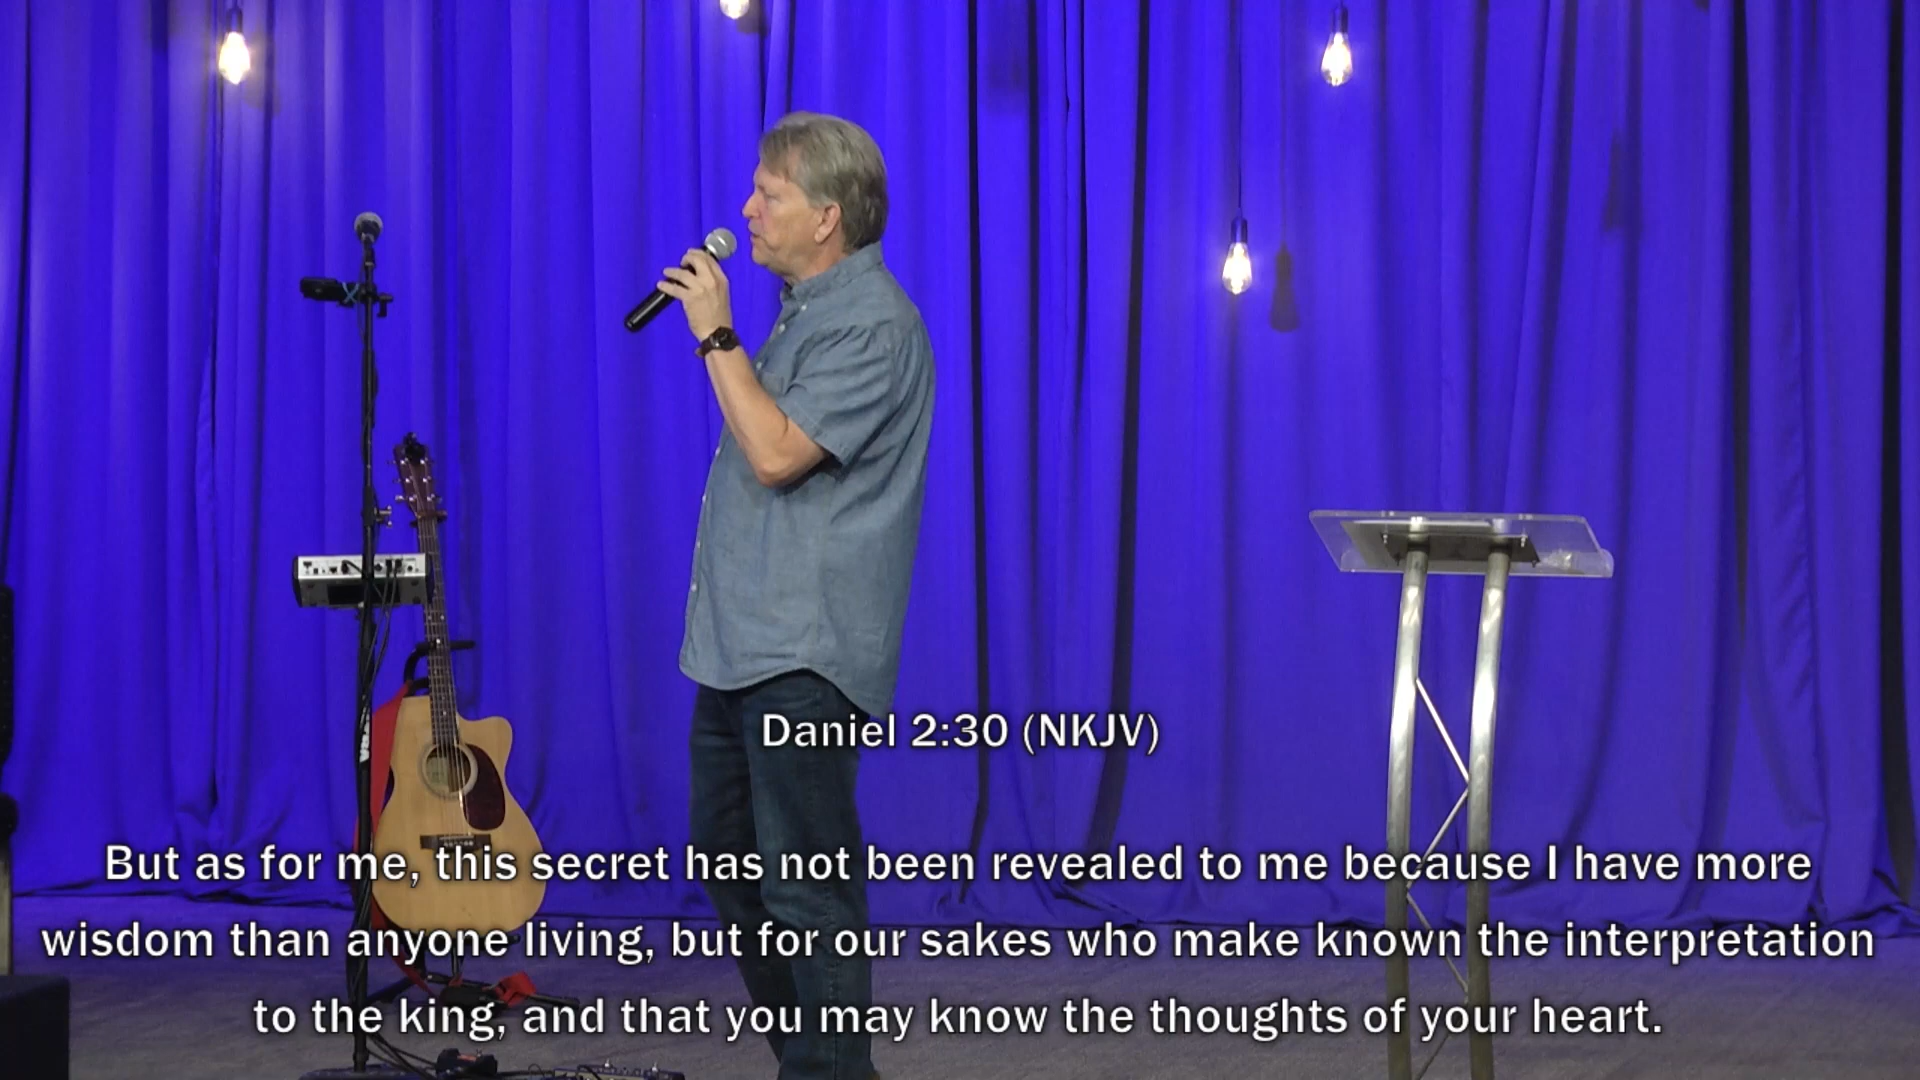 Daniel 2:30 (NKJV)
But as for me, this secret has not been revealed to me because I have more
wisdom than anyone living, but for our sakes who make known the interpretation
to the king, and that you may know the thoughts of your heart.